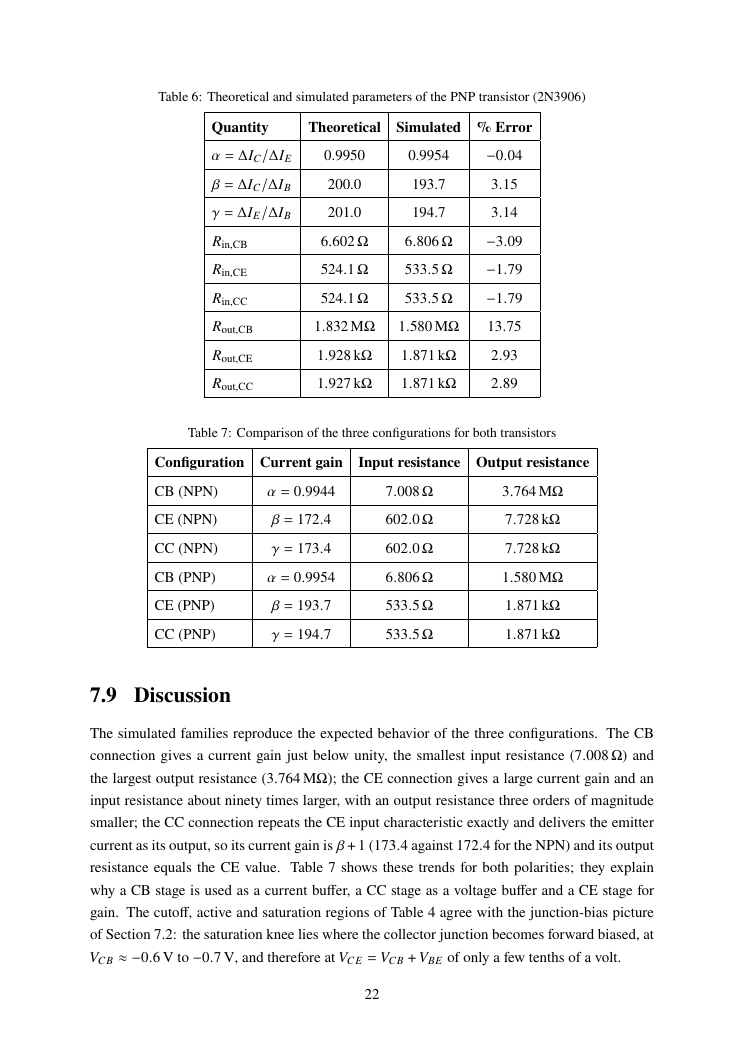 Table 6: Theoretical and simulated parameters of the PNP transistor (2N3906)
Quantity Theoretical Simulated % Error
α = ΔI_C/ΔI_E 0.9950 0.9954 −0.04
β = ΔI_C/ΔI_B 200.0 193.7 3.15
γ = ΔI_E/ΔI_B 201.0 194.7 3.14
R_in,CB 6.602 Ω 6.806 Ω −3.09
R_in,CE 524.1 Ω 533.5 Ω −1.79
R_in,CC 524.1 Ω 533.5 Ω −1.79
R_out,CB 1.832 MΩ 1.580 MΩ 13.75
R_out,CE 1.928 kΩ 1.871 kΩ 2.93
R_out,CC 1.927 kΩ 1.871 kΩ 2.89
Table 7: Comparison of the three configurations for both transistors
Configuration Current gain Input resistance Output resistance
CB (NPN) α = 0.9944 7.008 Ω 3.764 MΩ
CE (NPN) β = 172.4 602.0 Ω 7.728 kΩ
CC (NPN) γ = 173.4 602.0 Ω 7.728 kΩ
CB (PNP) α = 0.9954 6.806 Ω 1.580 MΩ
CE (PNP) β = 193.7 533.5 Ω 1.871 kΩ
CC (PNP) γ = 194.7 533.5 Ω 1.871 kΩ
7.9 Discussion
The simulated families reproduce the expected behavior of the three configurations. The CB
connection gives a current gain just below unity, the smallest input resistance (7.008 Ω) and
the largest output resistance (3.764 MΩ); the CE connection gives a large current gain and an
input resistance about ninety times larger, with an output resistance three orders of magnitude
smaller; the CC connection repeats the CE input characteristic exactly and delivers the emitter
current as its output, so its current gain is β + 1 (173.4 against 172.4 for the NPN) and its output
resistance equals the CE value. Table 7 shows these trends for both polarities; they explain
why a CB stage is used as a current buffer, a CC stage as a voltage buffer and a CE stage for
gain. The cutoff, active and saturation regions of Table 4 agree with the junction-bias picture
of Section 7.2: the saturation knee lies where the collector junction becomes forward biased, at
V_CB ≈ −0.6 V to −0.7 V, and therefore at V_CE = V_CB + V_BE of only a few tenths of a volt.
22